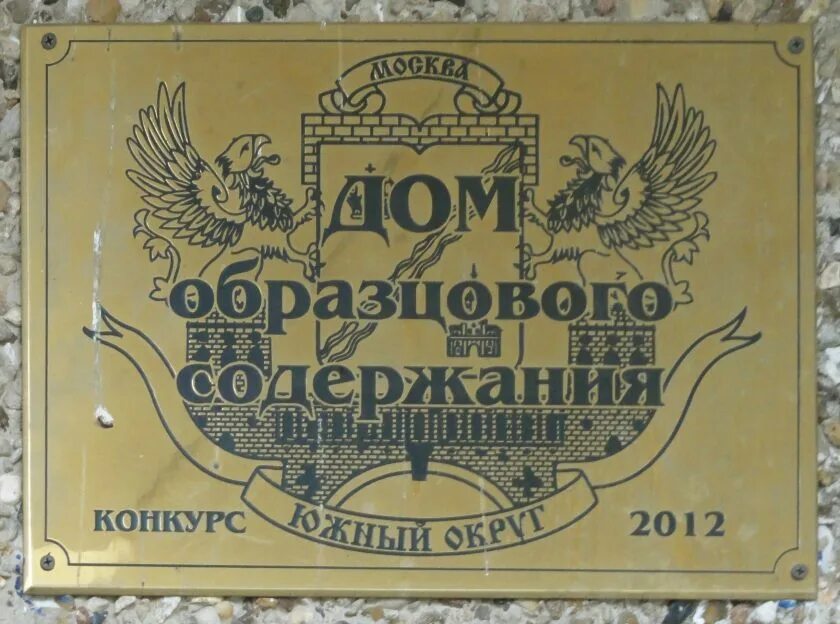 МОСКВА
ДОМ
образцового
содержания
КОНКУРС ЮЖНЫЙ ОКРУГ 2012